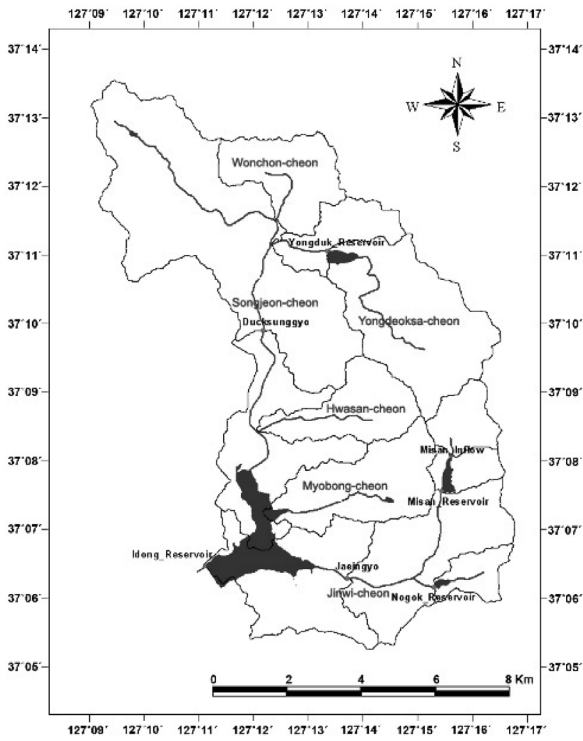 127°09' 127°10' 127°11' 127°12' 127°13' 127°14' 127°15' 127°16' 127°17'
37°14' 37°14'
N
W E
S
37°13' 37°13'
Wonchon-cheon
37°12' 37°12'
Yongduk_Reservoir
37°11' 37°11'
Songjeon-cheon
37°10' Ducksunggyo Yongdeoksa-cheon 37°10'
37°09' 37°09'
Hwasan-cheon
Misan_Inflow
37°08' 37°08'
Myobong-cheon
Misan_Reservoir
37°07' 37°07'
Idong_Reservoir
Jaeingyo
37°06' Jinwi-cheon Nogok_Reservoir 37°06'
37°05' 37°05'
0 2 4 6 8 Km
127°09' 127°10' 127°11' 127°12' 127°13' 127°14' 127°15' 127°16' 127°17'